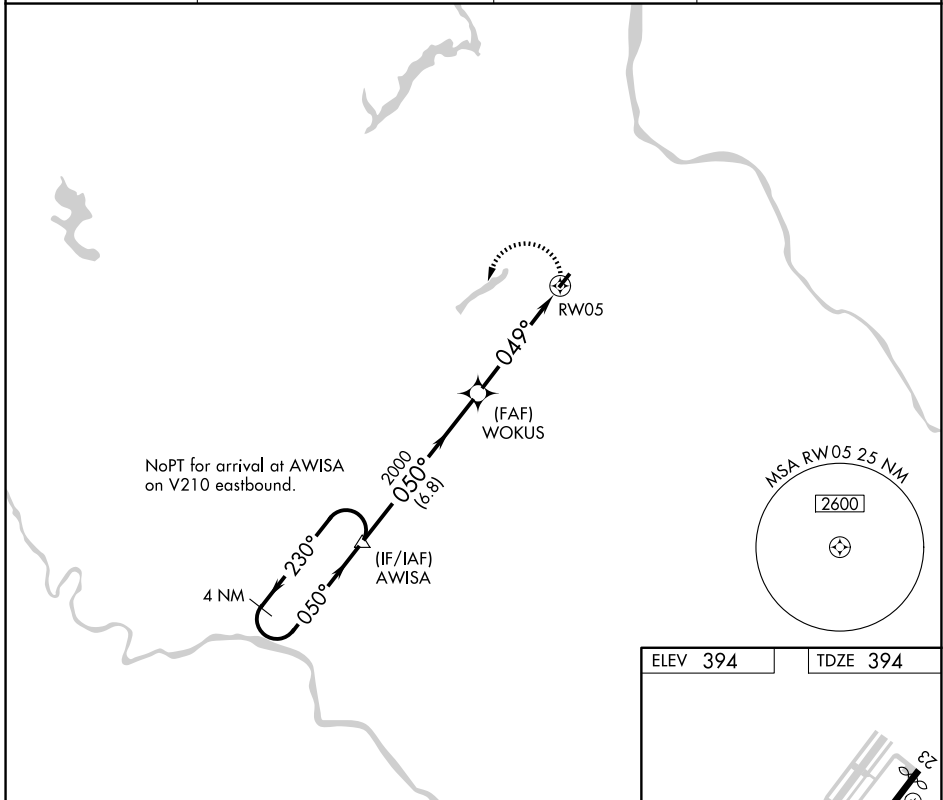 RW05
049°
(FAF)
WOKUS
NoPT for arrival at AWISA
on V210 eastbound.
2000
050°
(6.8)
MSA RW05 25 NM
2600
230°
(IF/IAF)
AWISA
4 NM
050°
ELEV 394
TDZE 394
23